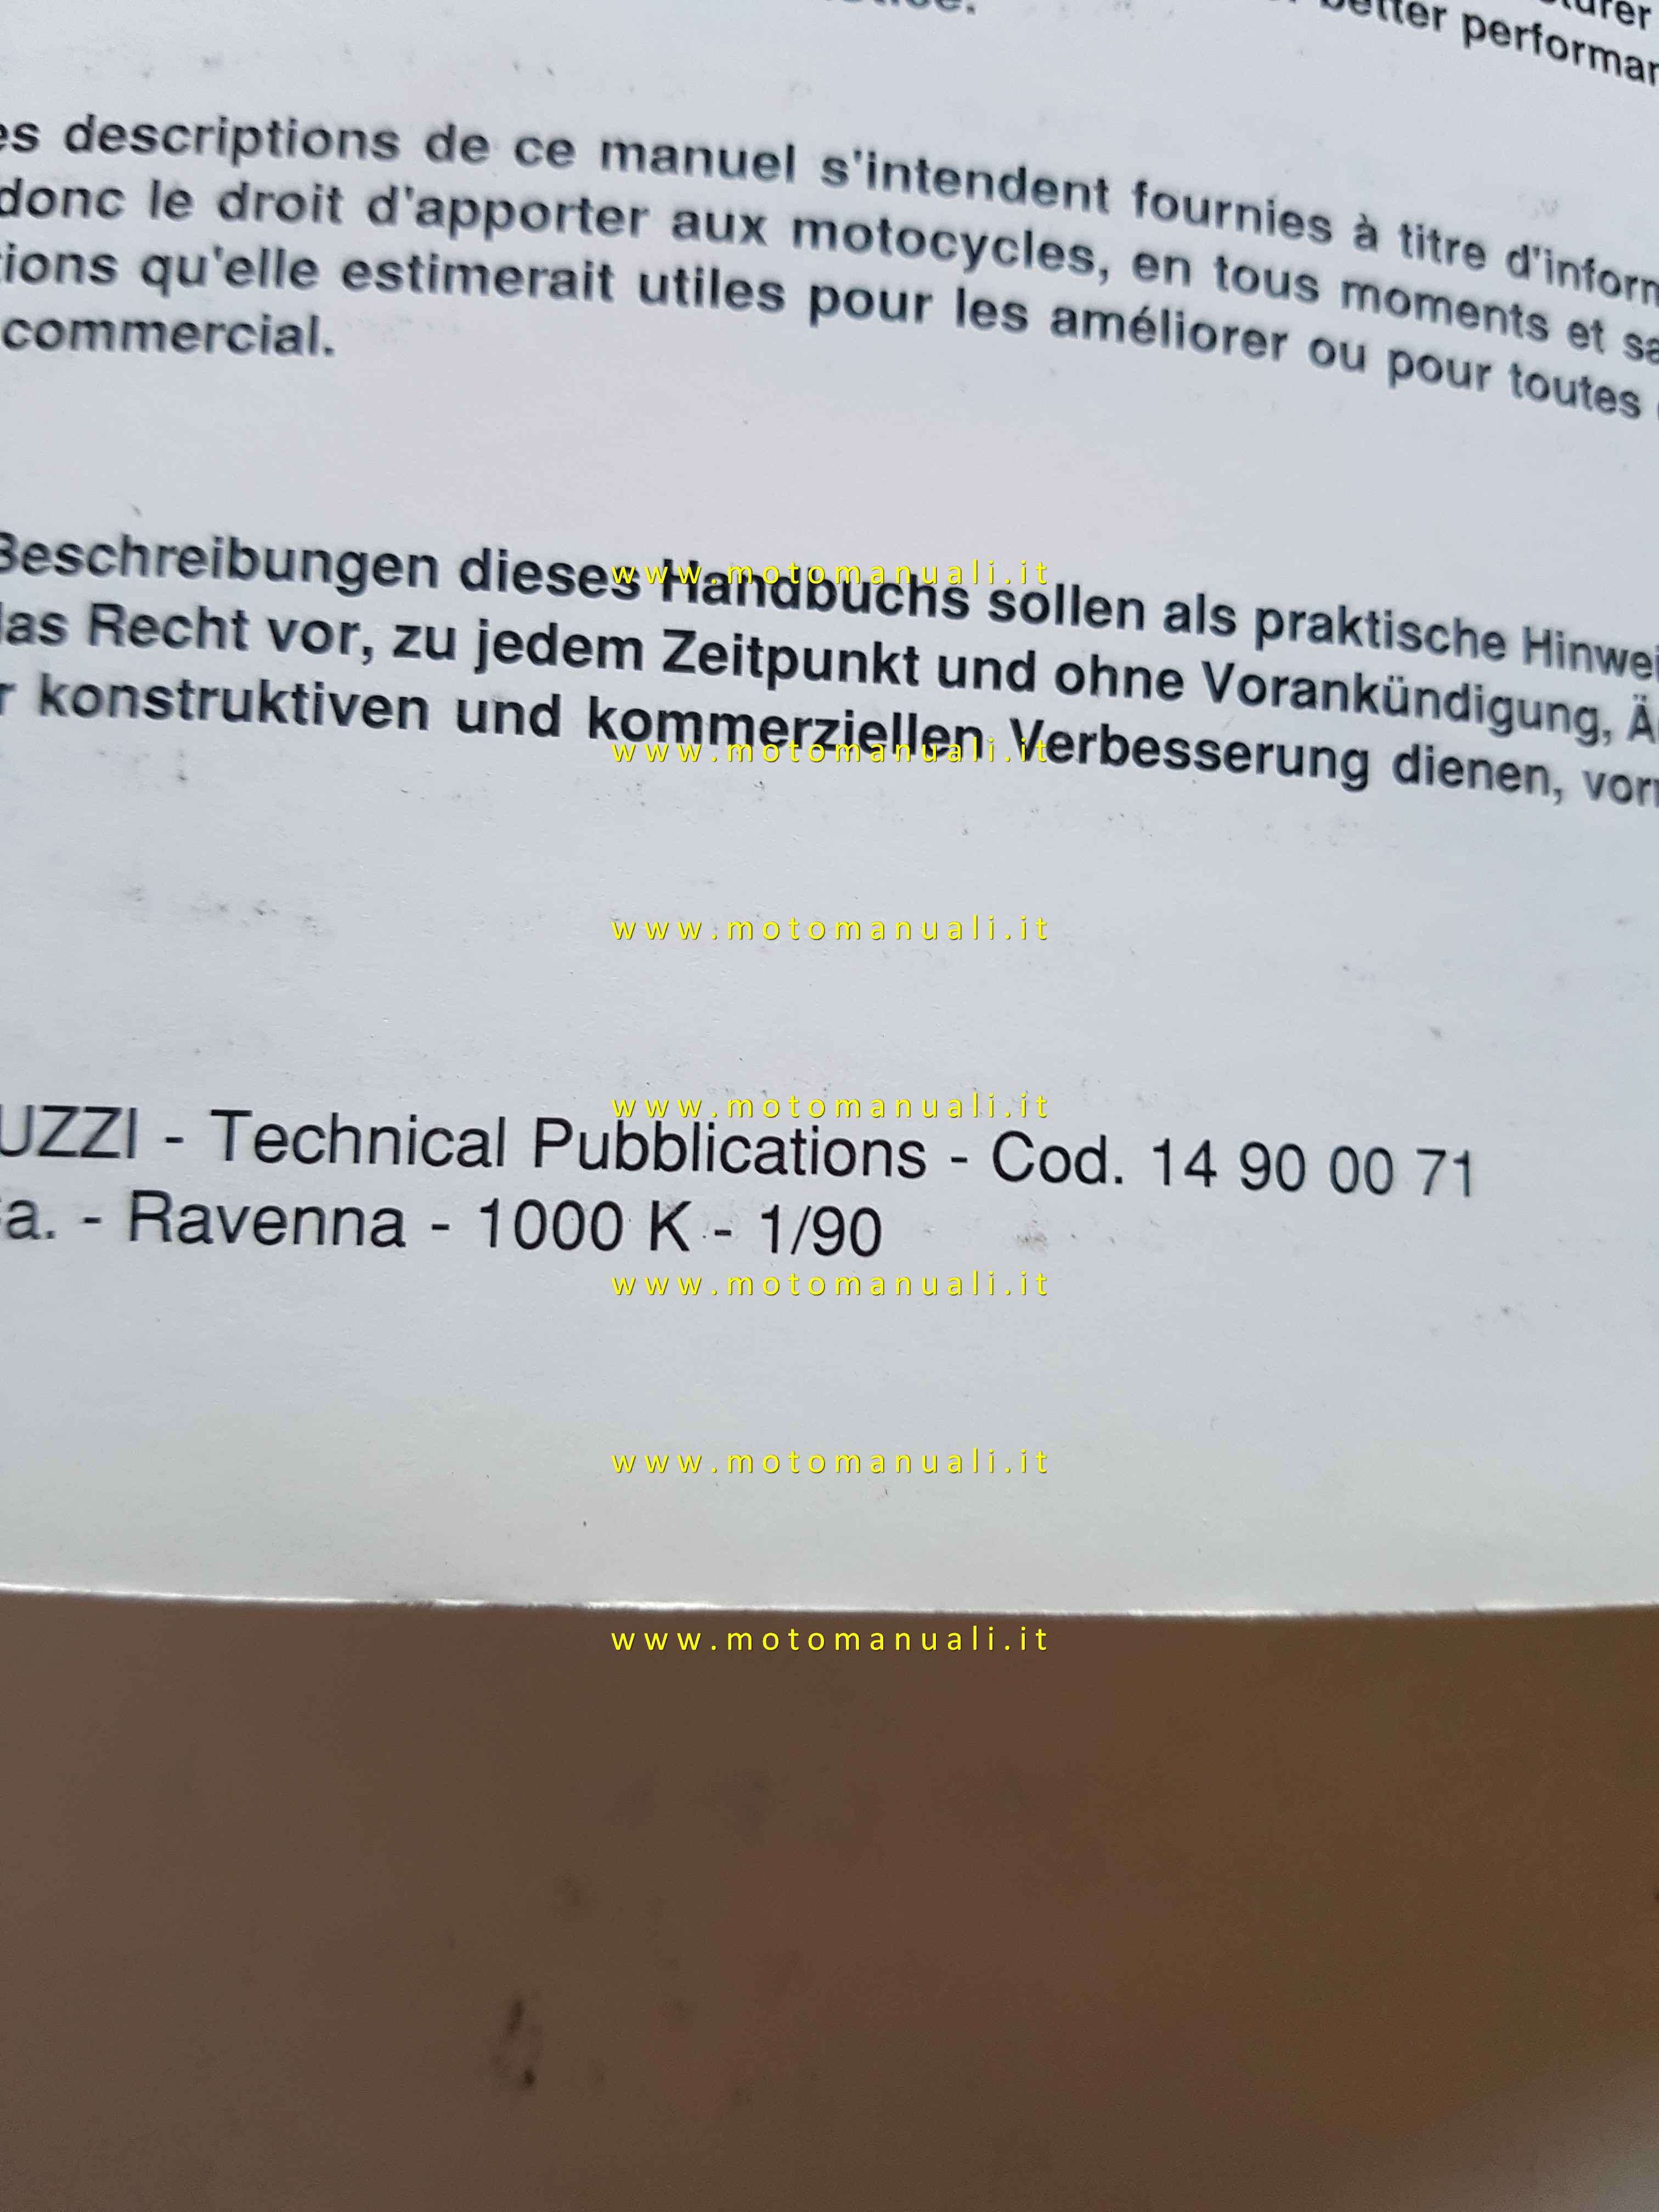 better performan
es descriptions de ce manuel s'intendent fournies à titre d'inform
donc le droit d'apporter aux motocycles, en tous moments et sa
tions qu'elle estimerait utiles pour les améliorer ou pour toutes
commercial.
Beschreibungen dieses Handbuchs sollen als praktische Hinwei
das Recht vor, zu jedem Zeitpunkt und ohne Vorankündigung, Ä
r konstruktiven und kommerziellen Verbesserung dienen, vor
www.motomanuali.it
www.motomanuali.it
www.motomanuali.it
www.motomanuali.it
UZZI - Technical Pubblications - Cod. 14 90 00 71
a. - Ravenna - 1000 K - 1/90
www.motomanuali.it
www.motomanuali.it
www.motomanuali.it